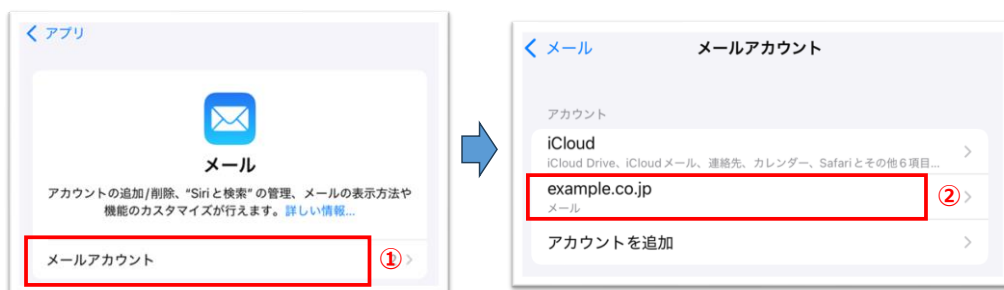 アプリ
メール
アカウントの追加/削除、“Siriと検索”の管理、メールの表示方法や
機能のカスタマイズが行えます。詳しい情報...
メールアカウント
①
メール
メールアカウント
アカウント
iCloud
iCloud Drive、iCloudメール、連絡先、カレンダー、Safariとその他6項目...
example.co.jp
メール
②
アカウントを追加